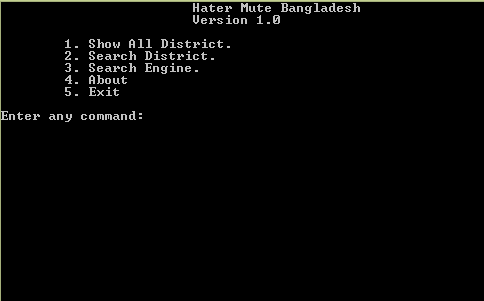 Hater Mute Bangladesh
Version 1.0
1. Show All District.
2. Search District.
3. Search Engine.
4. About
5. Exit
Enter any command: